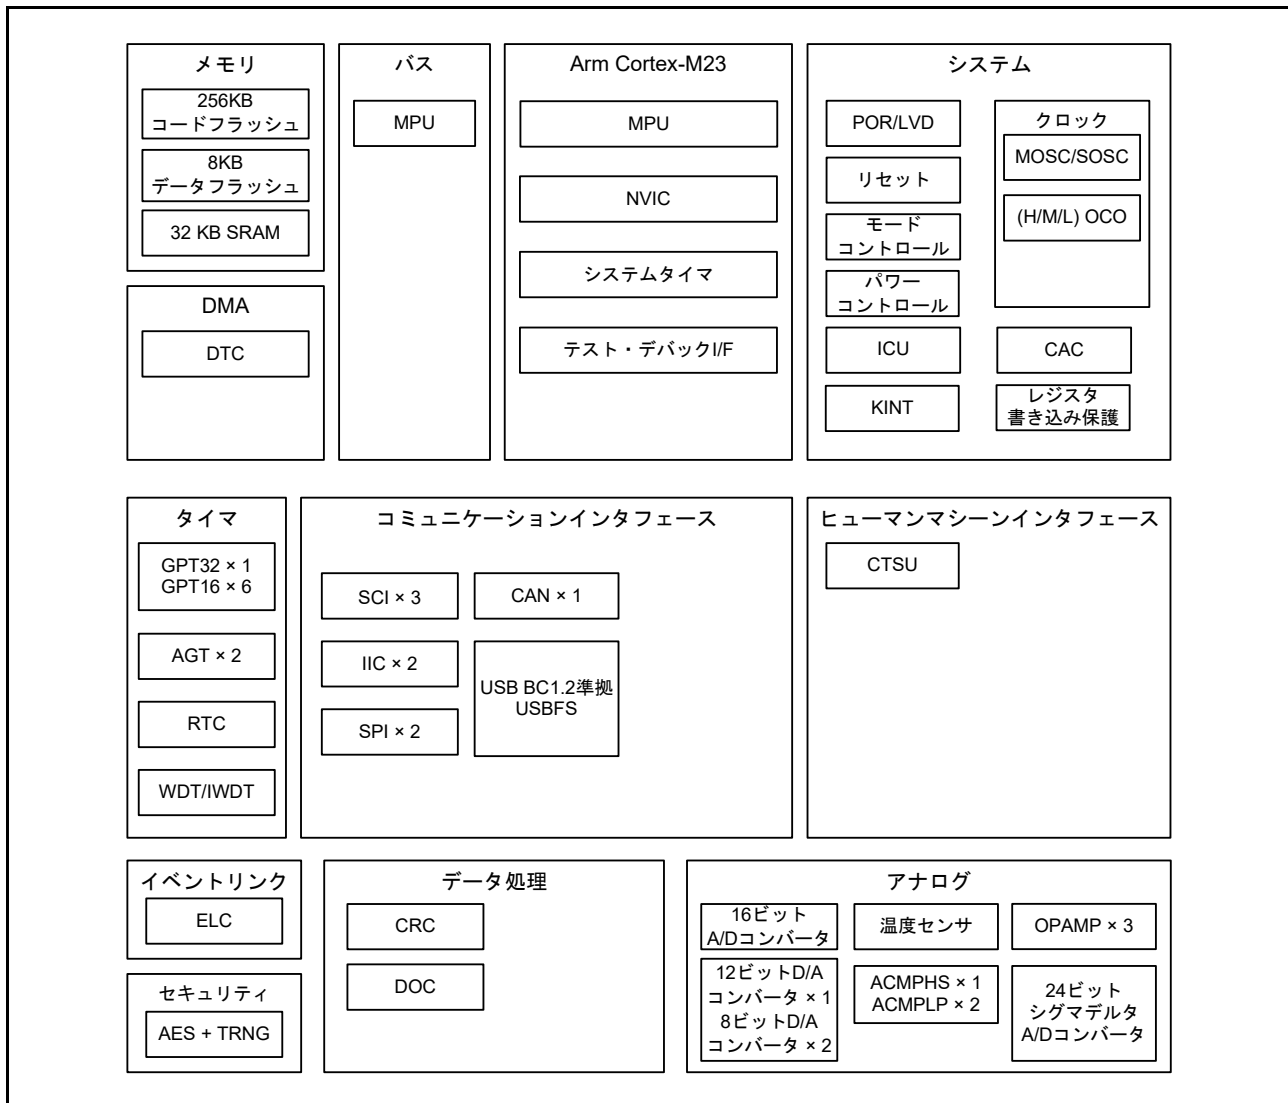 メモリ
256KB
コードフラッシュ
8KB
データフラッシュ
32 KB SRAM
DMA
DTC
バス
MPU
Arm Cortex-M23
MPU
NVIC
システムタイマ
テスト・デバックI/F
システム
POR/LVD
リセット
モード
コントロール
パワー
コントロール
ICU
KINT
クロック
MOSC/SOSC
(H/M/L) OCO
CAC
レジスタ
書き込み保護
タイマ
GPT32 × 1
GPT16 × 6
AGT × 2
RTC
WDT/IWDT
コミュニケーションインタフェース
SCI × 3
IIC × 2
SPI × 2
CAN × 1
USB BC1.2準拠
USBFS
ヒューマンマシーンインタフェース
CTSU
イベントリンク
ELC
セキュリティ
AES + TRNG
データ処理
CRC
DOC
アナログ
16ビット
A/Dコンバータ
12ビットD/A
コンバータ × 1
8ビットD/A
コンバータ × 2
温度センサ
ACMPHS × 1
ACMPLP × 2
OPAMP × 3
24ビット
シグマデルタ
A/Dコンバータ